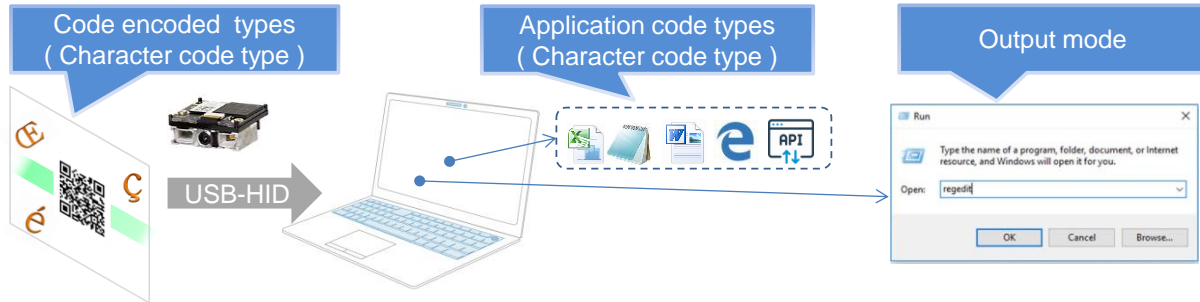 Code encoded types
( Character code type )
Application code types
( Character code type )
Output mode
Œ
ç
é
USB-HID
API
Run
Type the name of a program, folder, document, or Internet
resource, and Windows will open it for you.
Open:
regedit
OK
Cancel
Browse...